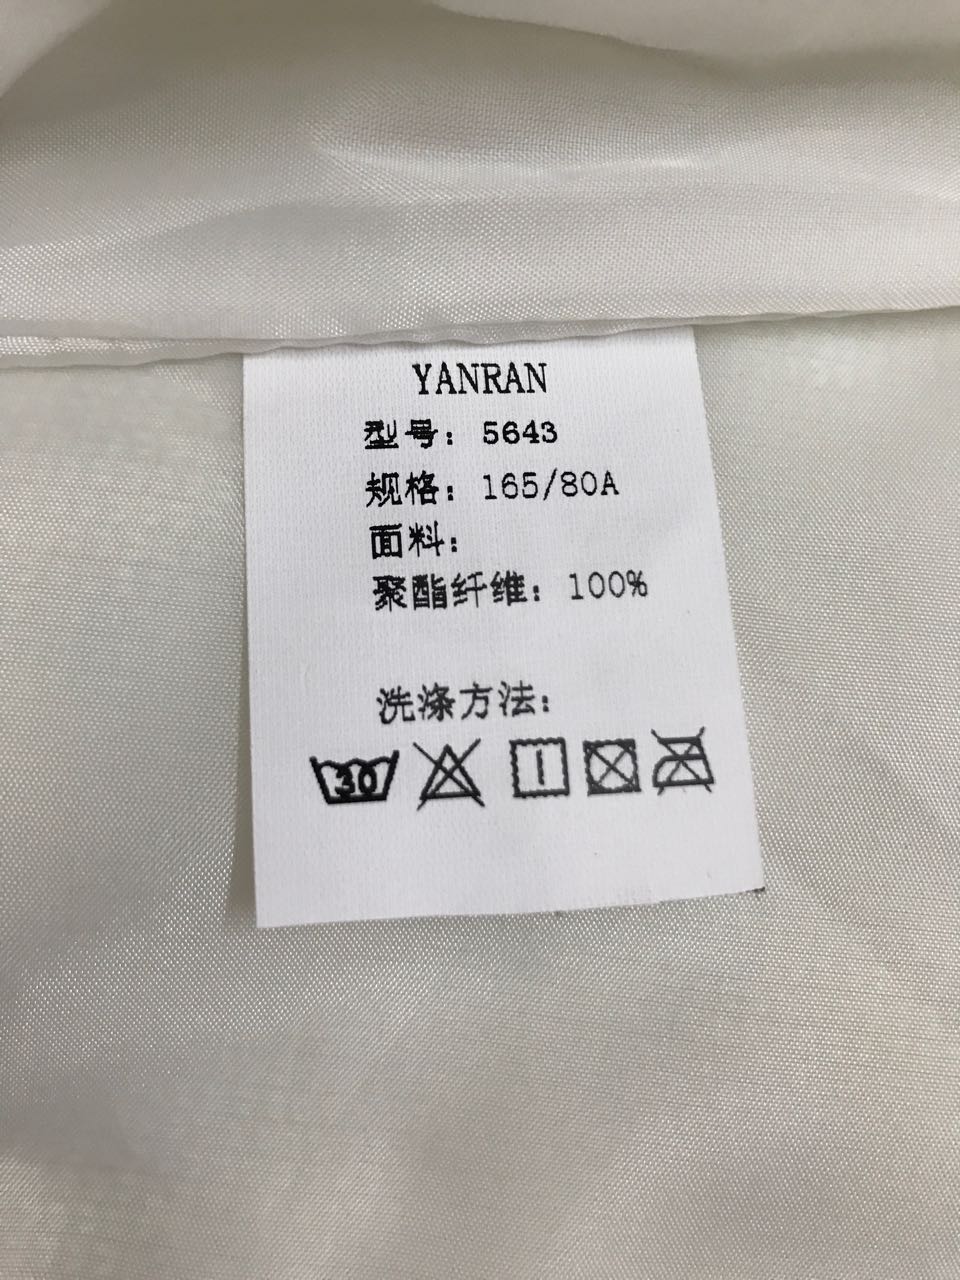 YANRAN
型号：5643
规格：165/80A
面料：
聚酯纤维：100%
洗涤方法：
30